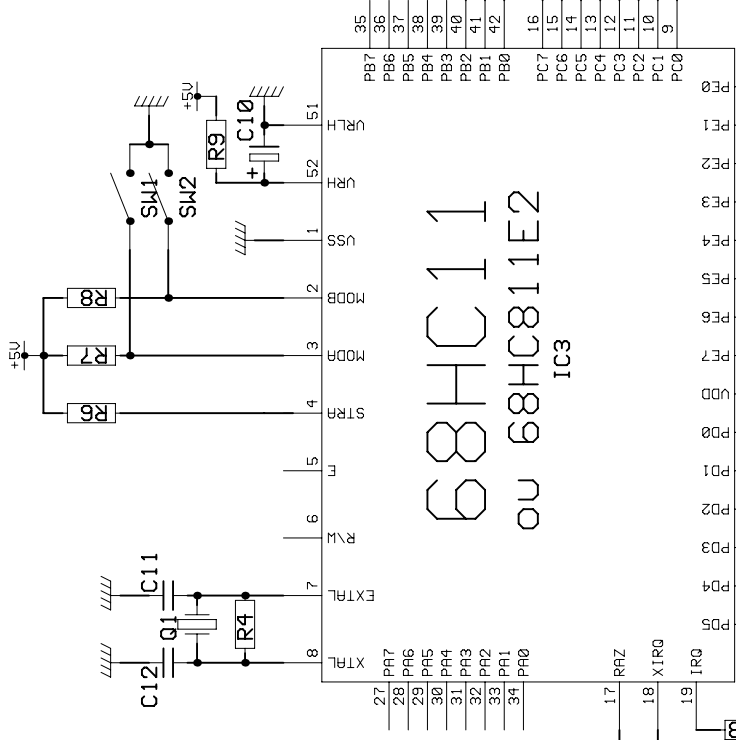 35 36 37 38 39 40 41 42
16 15 14 13 12 11 10 9
PB7 PB6 PB5 PB4 PB3 PB2 PB1 PB0
PC7 PC6 PC5 PC4 PC3 PC2 PC1 PC0
+5V
R9
C10
+
51 VRLH
52 VRH
SW1
SW2
1 VSS
R8
2 MODB
+5V
R7
3 MODA
R6
4 STRA
5 E
6 R\W
C11
7 EXTAL
Q1
R4
C12
8 XTAL
68HC11
ou 68HC811E2
IC3
PE0
PE1
PE2
PE3
PE4
PE5
PE6
PE7
VDD
PD0
PD1
PD2
PD3
PD4
PD5
PA7 PA6 PA5 PA4 PA3 PA2 PA1 PA0
27 28 29 30 31 32 33 34
RAZ XIRQ IRQ
17 18 19